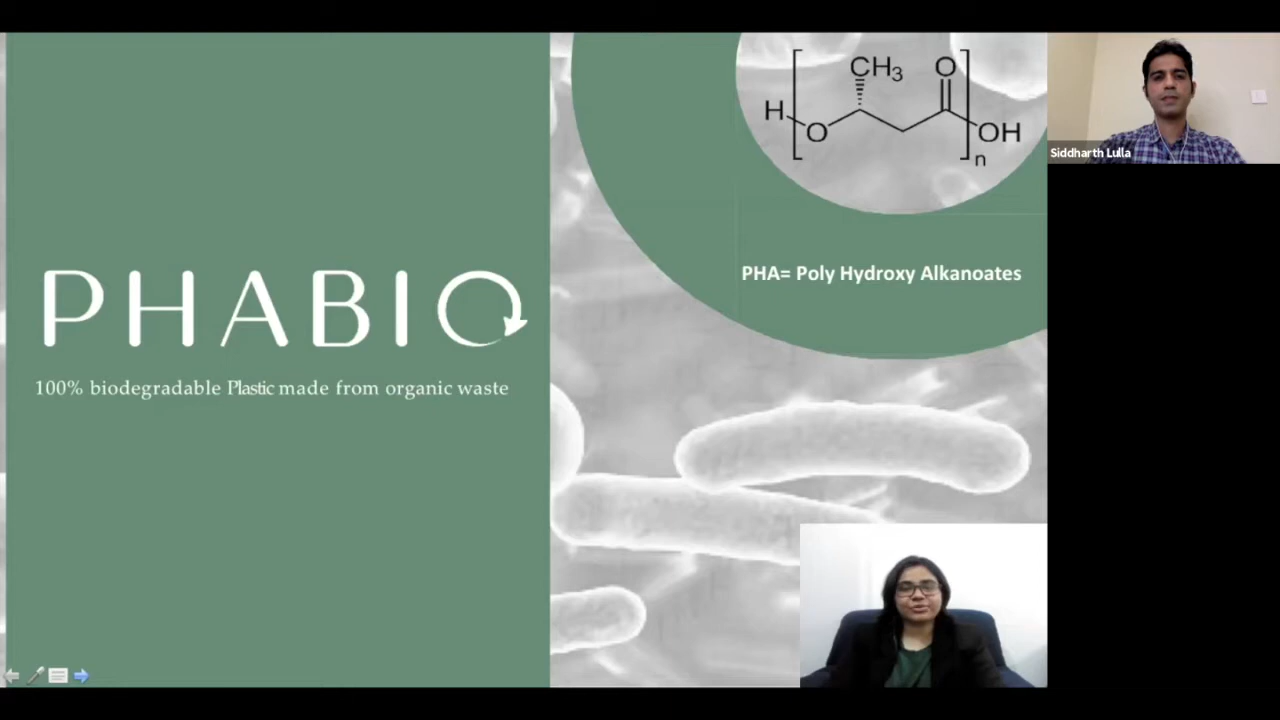 PHABIO
100% biodegradable Plastic made from organic waste
CH3
O
H
O
OH
n
PHA= Poly Hydroxy Alkanoates
Siddharth Lulla